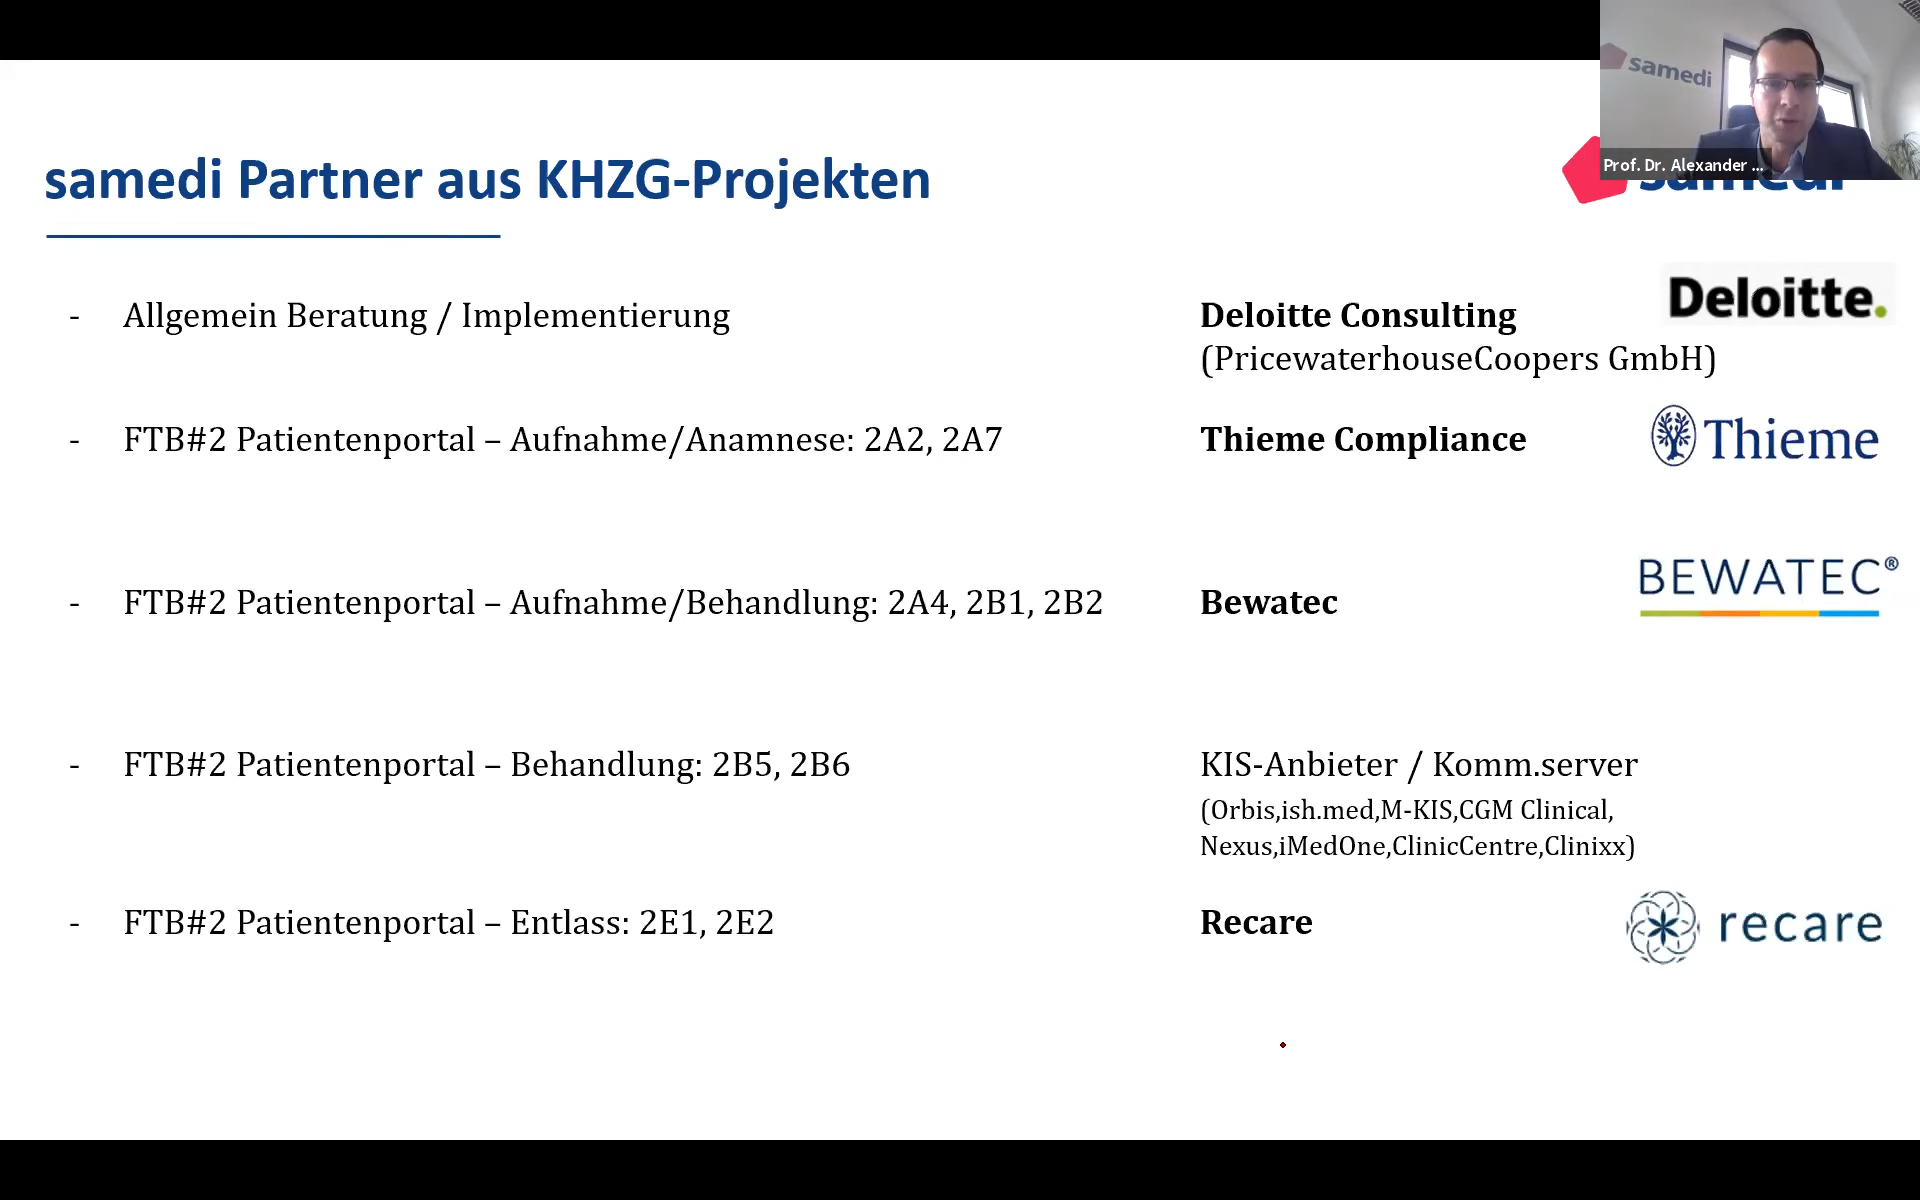 samedi
Prof. Dr. Alexander ...
samedi Partner aus KHZG-Projekten
samedi
- Allgemein Beratung / Implementierung
Deloitte Consulting
Deloitte.
(PricewaterhouseCoopers GmbH)
- FTB#2 Patientenportal – Aufnahme/Anamnese: 2A2, 2A7
Thieme Compliance
Thieme
- FTB#2 Patientenportal – Aufnahme/Behandlung: 2A4, 2B1, 2B2
Bewatec
BEWATEC®
- FTB#2 Patientenportal – Behandlung: 2B5, 2B6
KIS-Anbieter / Komm.server
(Orbis,ish.med,M-KIS,CGM Clinical,
Nexus,iMedOne,ClinicCentre,Clinixx)
- FTB#2 Patientenportal – Entlass: 2E1, 2E2
Recare
recare